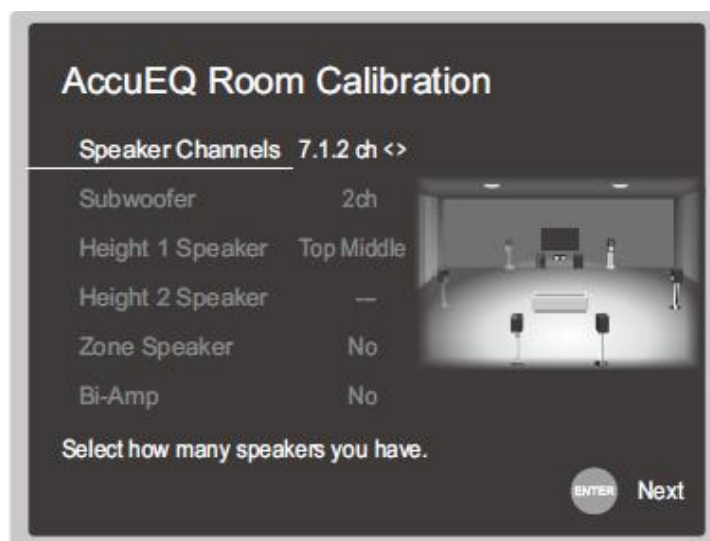 AccuEQ Room Calibration
Speaker Channels 7.1.2 ch <>
Subwoofer 2ch
Height 1 Speaker Top Middle
Height 2 Speaker ---
Zone Speaker No
Bi-Amp No
Select how many speakers you have.
ENTER Next